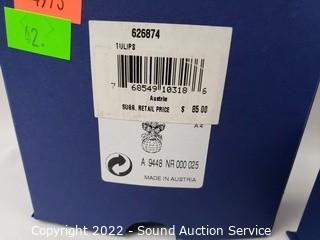 42.
626874
TULIPS
7 68549 10318 6
Austria
SUGG. RETAIL PRICE $ 85.00
A4
A 9448 NR 000 025
MADE IN AUSTRIA
Copyright 2022 - Sound Auction Service